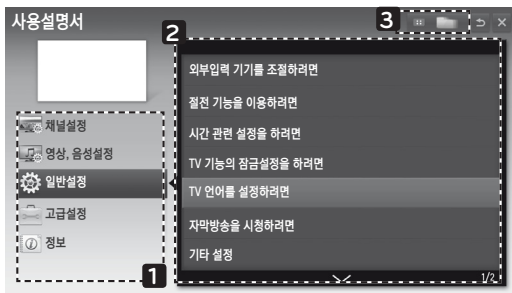 사용설명서
3
2
채널설정
영상, 음성설정
일반설정
고급설정
정보
1
외부입력 기기를 조절하려면
절전 기능을 이용하려면
시간 관련 설정을 하려면
TV 기능의 잠금설정을 하려면
TV 언어를 설정하려면
자막방송을 시청하려면
기타 설정
1/2